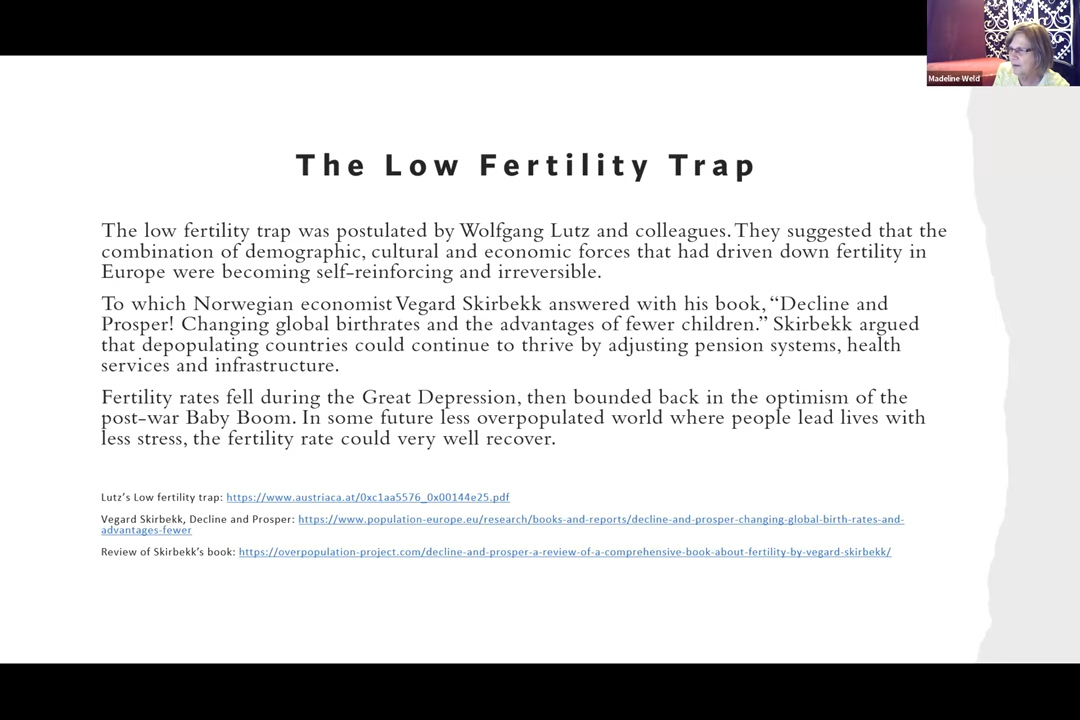 Madeline Weld
The Low Fertility Trap
The low fertility trap was postulated by Wolfgang Lutz and colleagues. They suggested that the
combination of demographic, cultural and economic forces that had driven down fertility in
Europe were becoming self-reinforcing and irreversible.
To which Norwegian economist Vegard Skirbekk answered with his book, “Decline and
Prosper! Changing global birthrates and the advantages of fewer children.” Skirbekk argued
that depopulating countries could continue to thrive by adjusting pension systems, health
services and infrastructure.
Fertility rates fell during the Great Depression, then bounded back in the optimism of the
post-war Baby Boom. In some future less overpopulated world where people lead lives with
less stress, the fertility rate could very well recover.
Lutz’s Low fertility trap: https://www.austriaca.at/0xc1aa5576_0x00144e25.pdf
Vegard Skirbekk, Decline and Prosper: https://www.population-europe.eu/research/books-and-reports/decline-and-prosper-changing-global-birth-rates-and-
advantages-fewer
Review of Skirbekk’s book: https://overpopulation-project.com/decline-and-prosper-a-review-of-a-comprehensive-book-about-fertility-by-vegard-skirbekk/